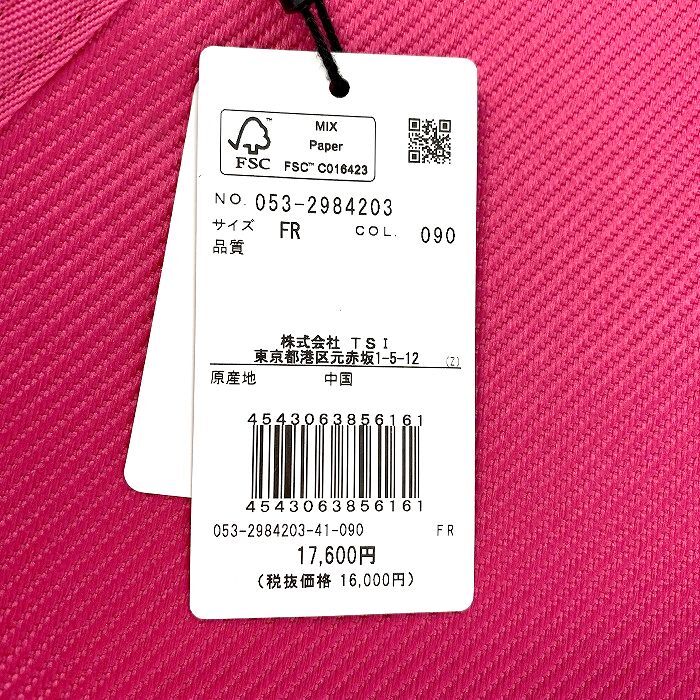 FSC
MIX
Paper
FSC™ C016423
NO. 053-2984203
サイズ FR COL. 090
品質
株式会社 TSI
東京都港区元赤坂1-5-12 (Z)
原産地 中国
4543063856161
4543063856161
053-2984203-41-090 FR
17,600円
(税抜価格 16,000円)